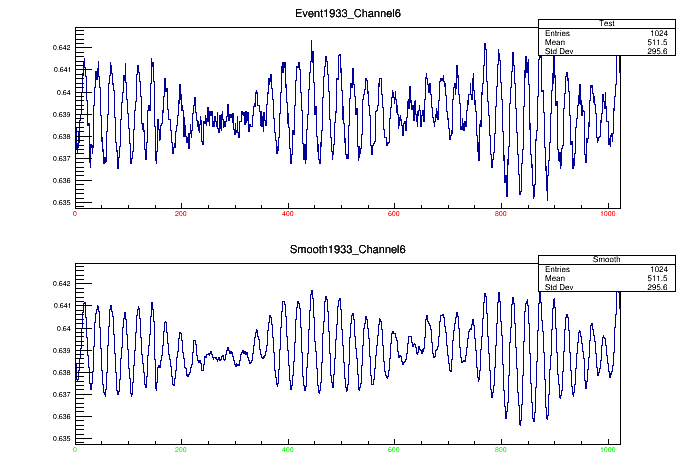 Event1933_Channel6
Test
Entries 1024
Mean 511.5
Std Dev 295.6
0.642
0.641
0.64
0.639
0.638
0.637
0.636
0.635
0 200 400 600 800 1000
Smooth1933_Channel6
Smooth
Entries 1024
Mean 511.5
Std Dev 295.6
0.642
0.641
0.64
0.639
0.638
0.637
0.636
0.635
0 200 400 600 800 1000